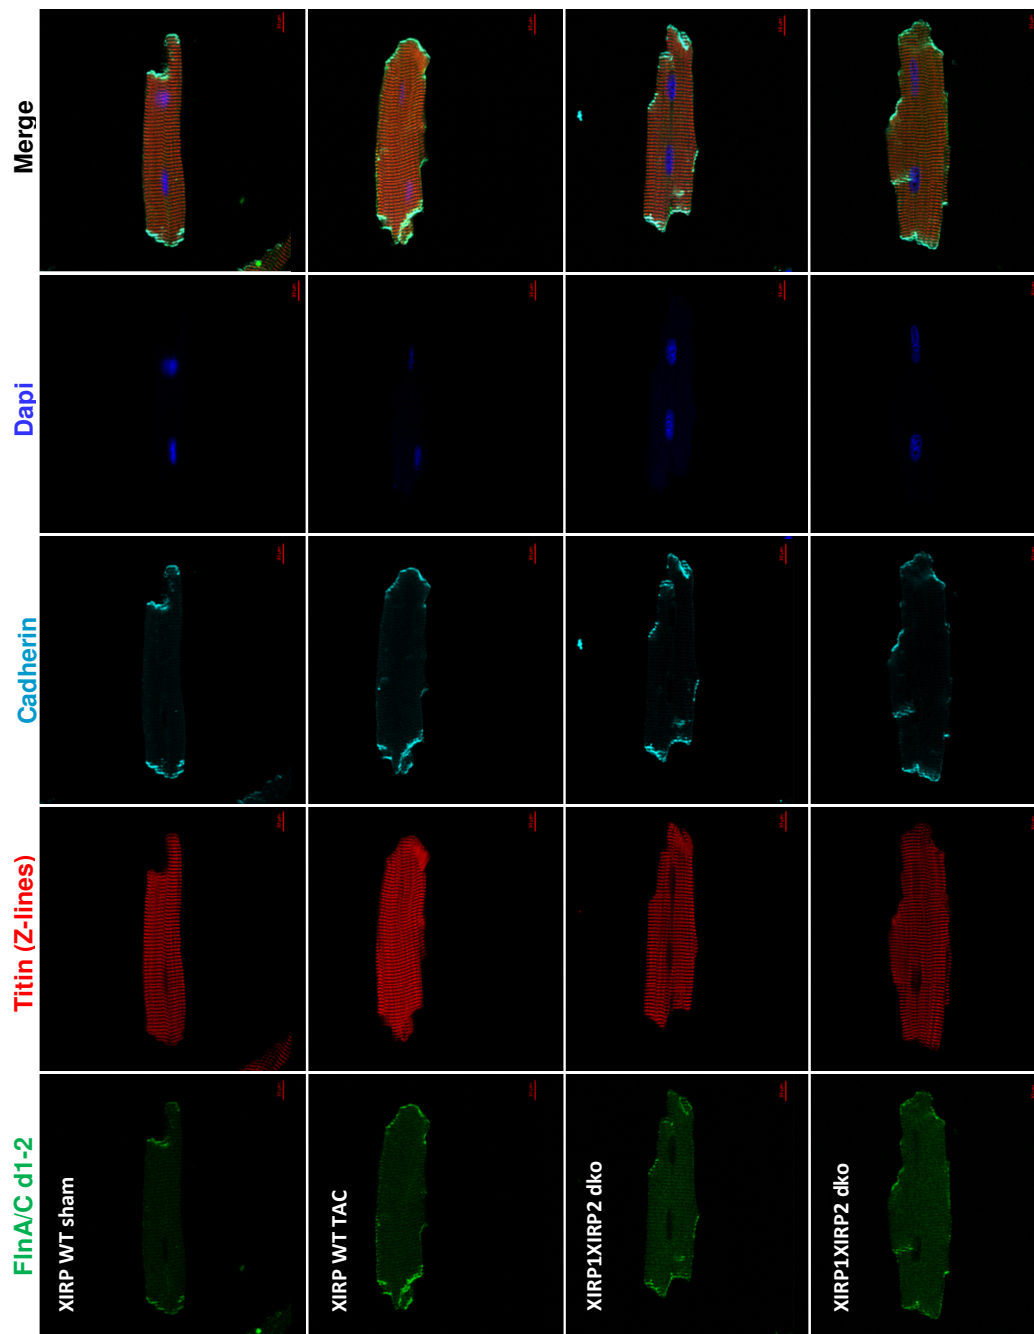 FlnA/C d1-2
Titin (Z-lines)
Cadherin
Dapi
Merge
XIRP WT sham
XIRP WT TAC
XIRP1XIRP2 dko
XIRP1XIRP2 dko